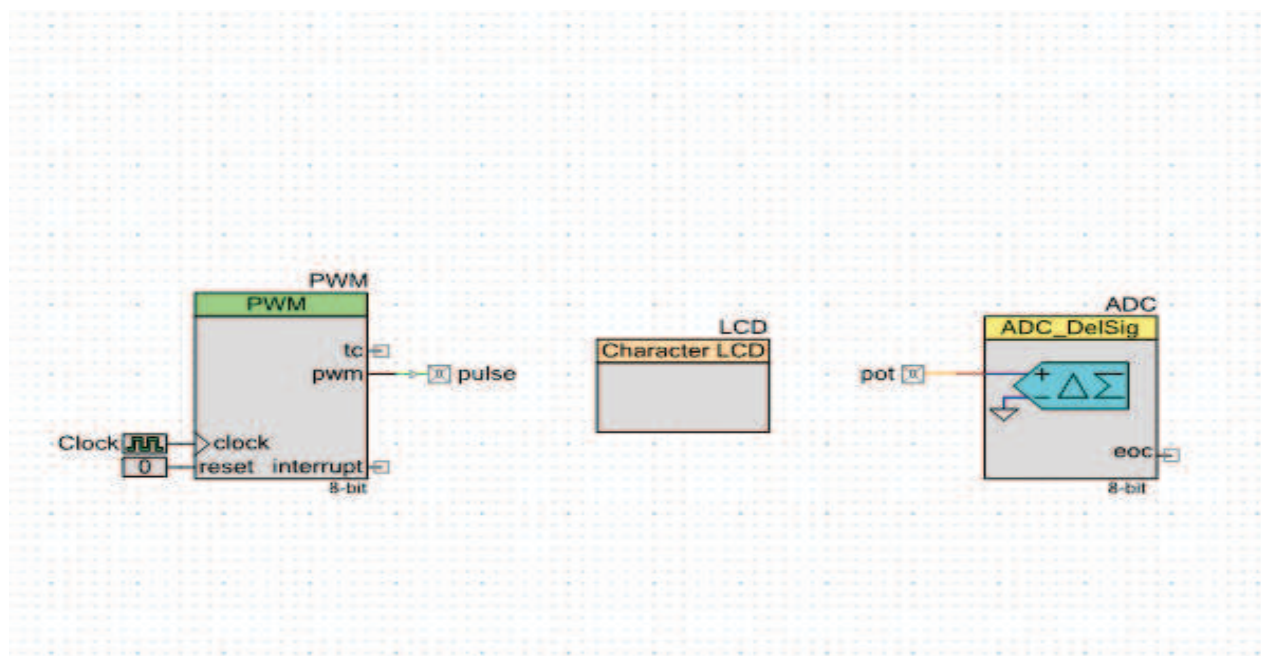 PWM
PWM
tc
pwm
pulse
Clock
clock
0
reset
interrupt
8-bit
LCD
Character LCD
ADC
ADC_DelSig
pot
+
−
ΔΣ
eoc
8-bit